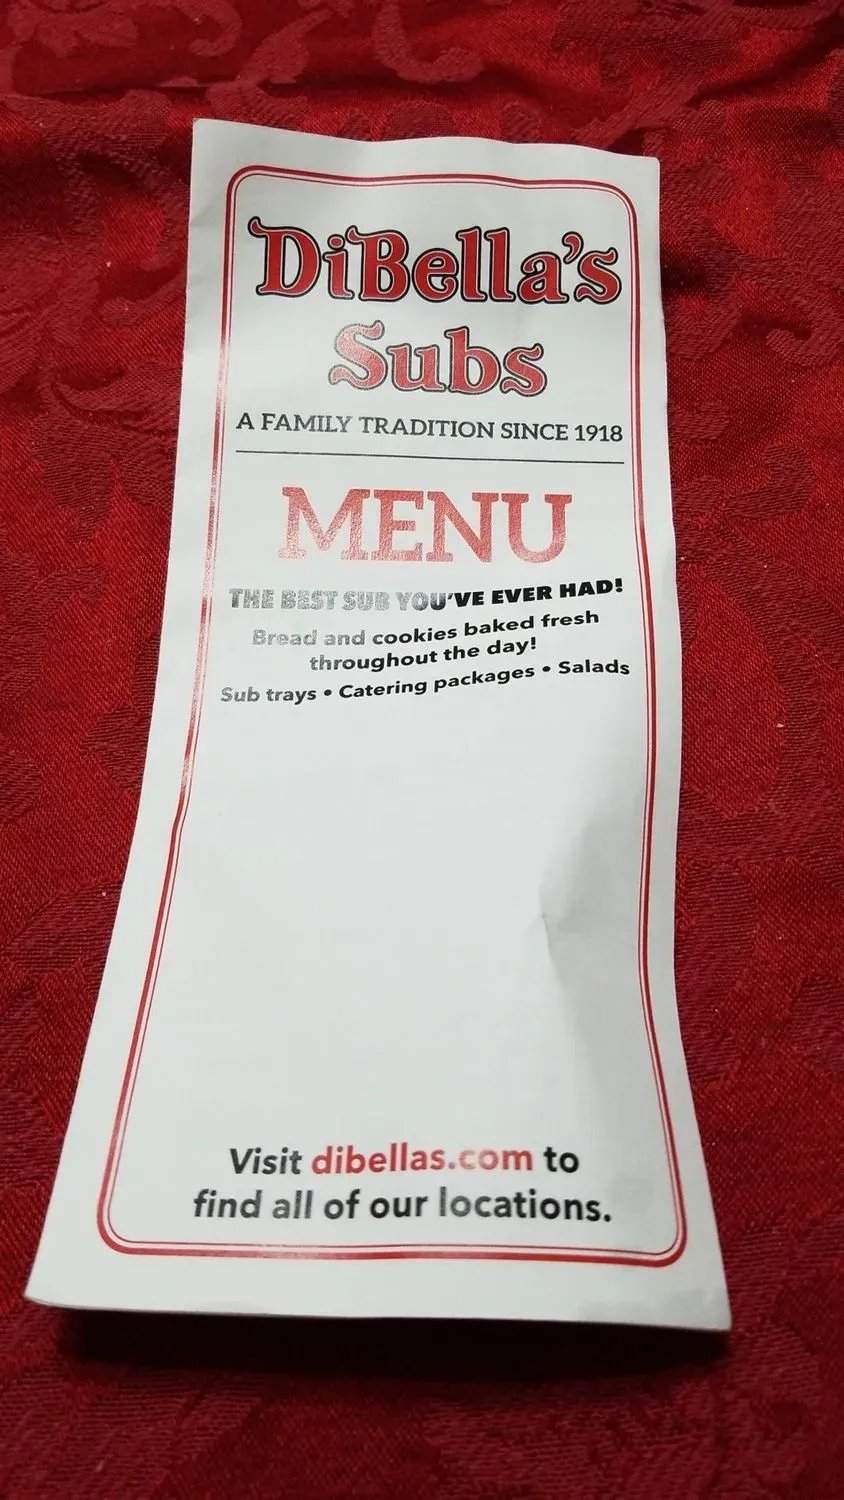 DiBella's
Subs
A FAMILY TRADITION SINCE 1918
MENU
THE BEST SUB YOU'VE EVER HAD!
Bread and cookies baked fresh
throughout the day!
Sub trays • Catering packages • Salads
Visit dibellas.com to
find all of our locations.